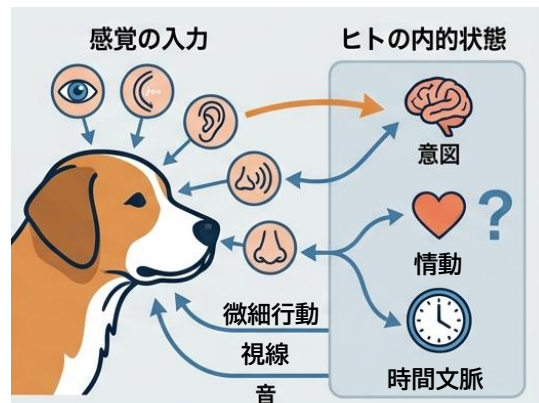 感覚の入力
ヒトの内的状態
意図
情動
?
時間文脈
微細行動
視線
音